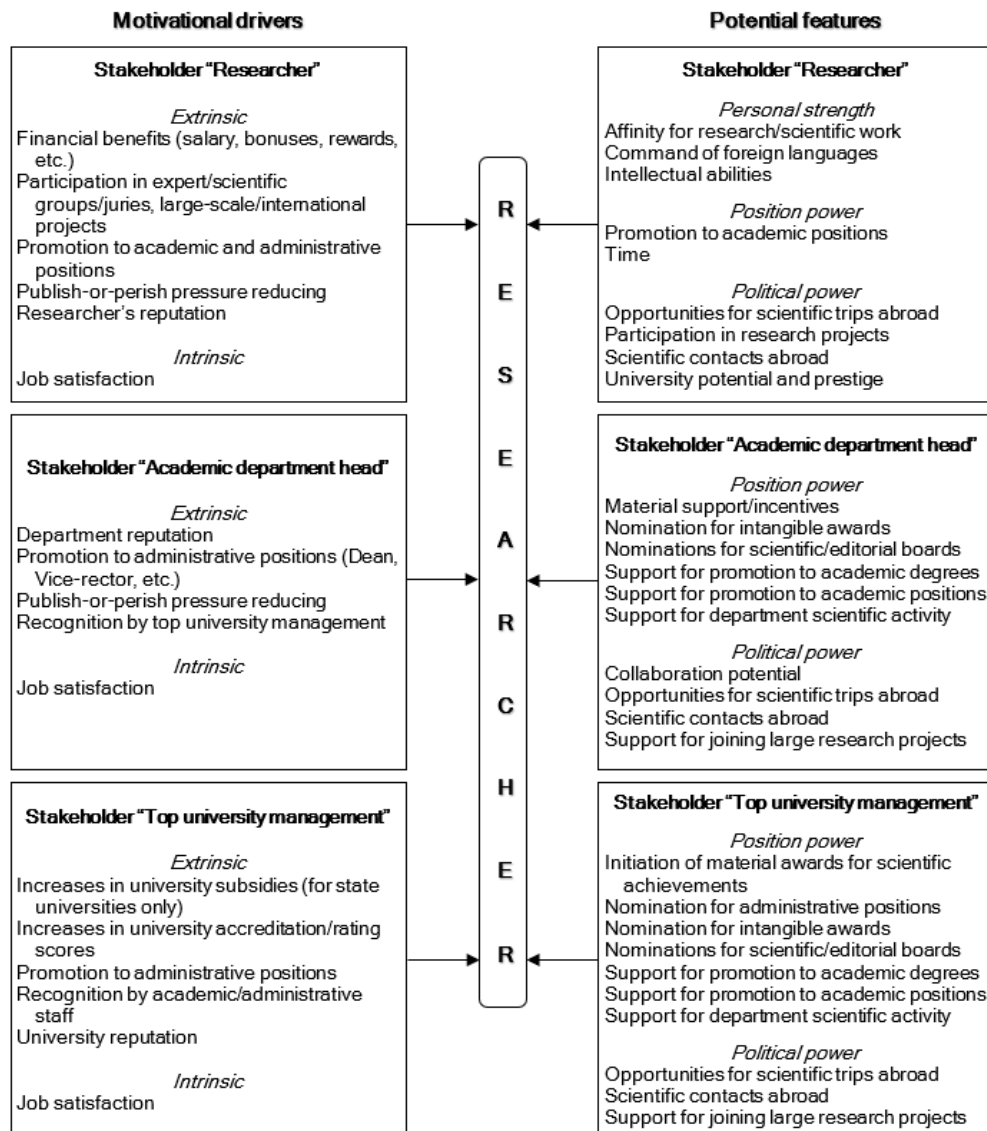 Motivational drivers
Stakeholder “Researcher”
Extrinsic
Financial benefits (salary, bonuses, rewards,
etc.)
Participation in expert/scientific
groups/juries, large-scale/international
projects
Promotion to academic and administrative
positions
Publish-or-perish pressure reducing
Researcher’s reputation
Intrinsic
Job satisfaction
Stakeholder “Academic department head”
Extrinsic
Department reputation
Promotion to administrative positions (Dean,
Vice-rector, etc.)
Publish-or-perish pressure reducing
Recognition by top university management
Intrinsic
Job satisfaction
Stakeholder “Top university management”
Extrinsic
Increases in university subsidies (for state
universities only)
Increases in university accreditation/rating
scores
Promotion to administrative positions
Recognition by academic/administrative
staff
University reputation
Intrinsic
Job satisfaction
R
E
S
E
A
R
C
H
E
R
Potential features
Stakeholder “Researcher”
Personal strength
Affinity for research/scientific work
Command of foreign languages
Intellectual abilities
Position power
Promotion to academic positions
Time
Political power
Opportunities for scientific trips abroad
Participation in research projects
Scientific contacts abroad
University potential and prestige
Stakeholder “Academic department head”
Position power
Material support/incentives
Nomination for intangible awards
Nominations for scientific/editorial boards
Support for promotion to academic degrees
Support for promotion to academic positions
Support for department scientific activity
Political power
Collaboration potential
Opportunities for scientific trips abroad
Scientific contacts abroad
Support for joining large research projects
Stakeholder “Top university management”
Position power
Initiation of material awards for scientific
achievements
Nomination for administrative positions
Nomination for intangible awards
Nominations for scientific/editorial boards
Support for promotion to academic degrees
Support for promotion to academic positions
Support for department scientific activity
Political power
Opportunities for scientific trips abroad
Scientific contacts abroad
Support for joining large research projects